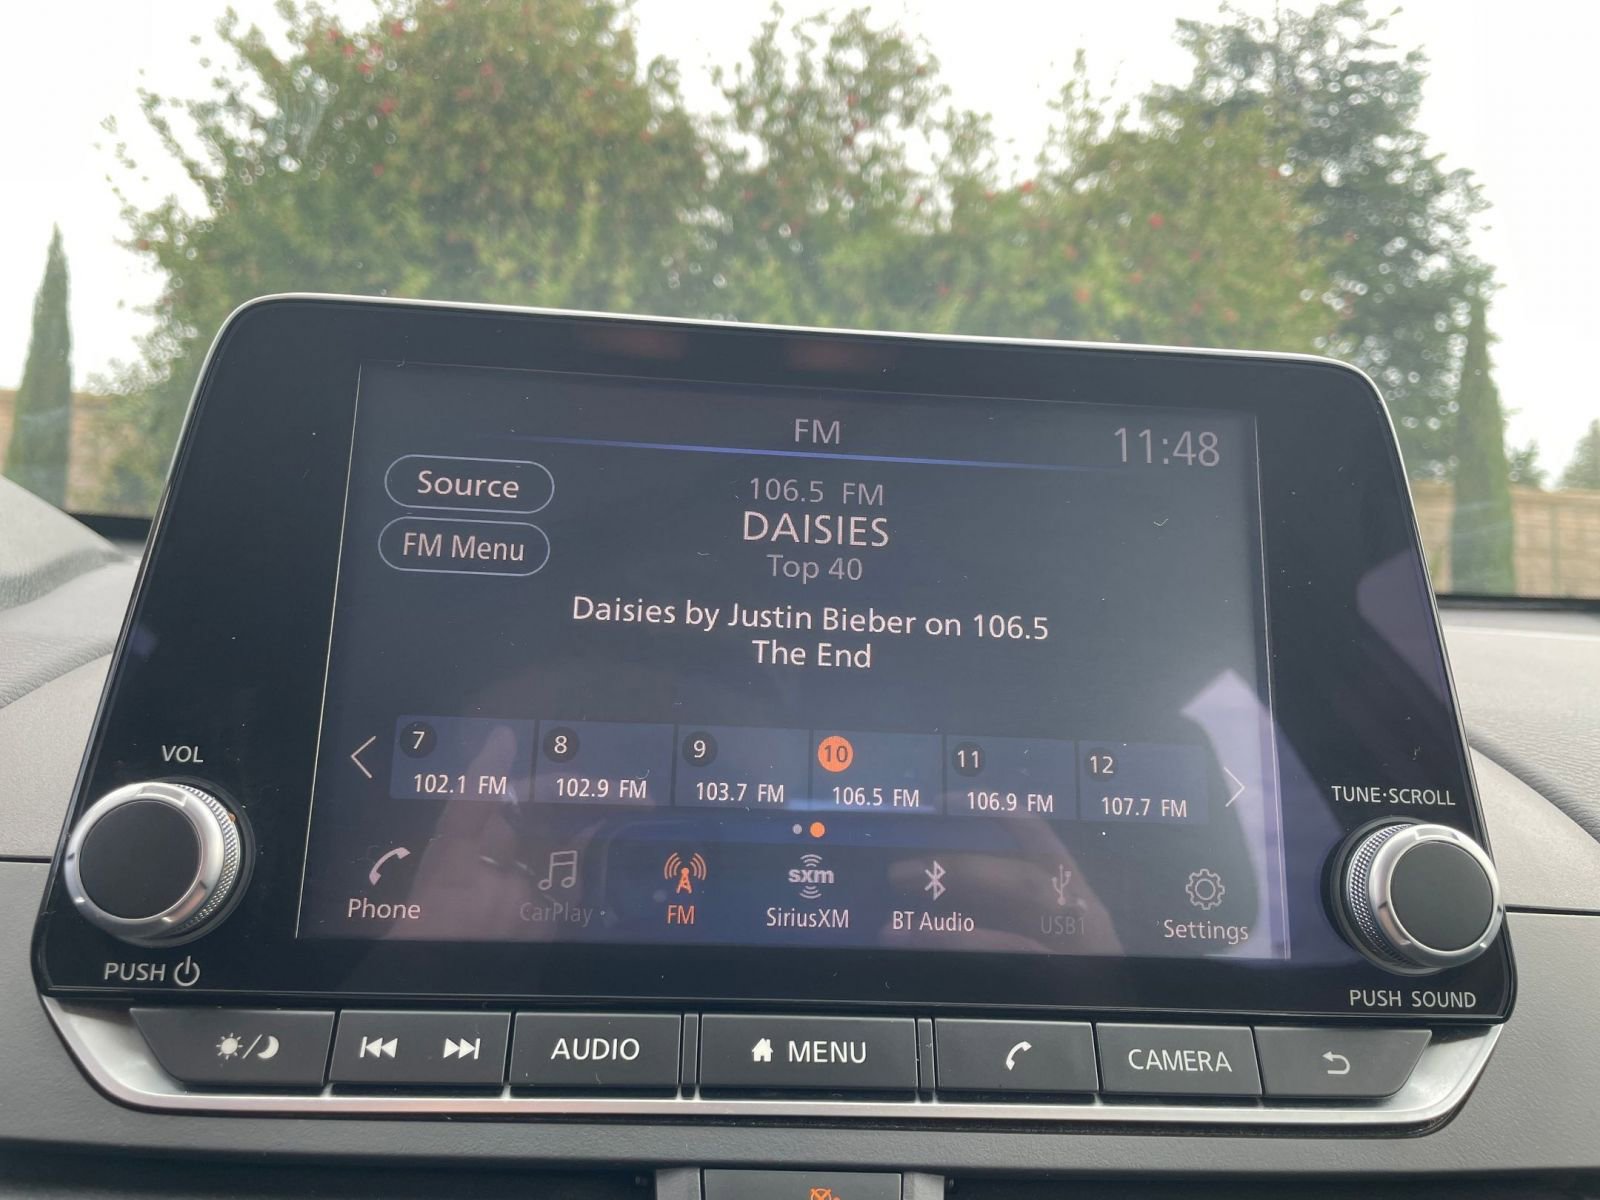 FM
11:48
Source
106.5 FM
DAISIES
FM Menu
Top 40
Daisies by Justin Bieber on 106.5
The End
7
8
9
10
11
12
102.1 FM
102.9 FM
103.7 FM
106.5 FM
106.9 FM
107.7 FM
VOL
TUNE·SCROLL
sxm
Phone
CarPlay
FM
SiriusXM
BT Audio
USB1
Settings
PUSH
PUSH SOUND
AUDIO
MENU
CAMERA